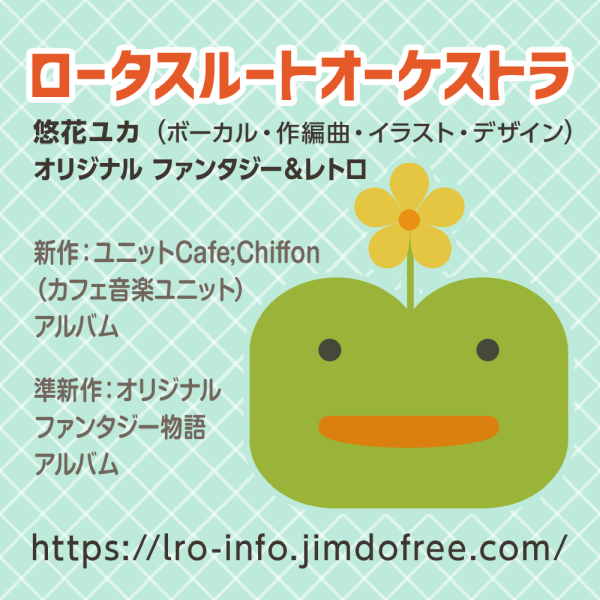 ロータスルートオーケストラ
悠花ユカ（ボーカル・作編曲・イラスト・デザイン）
オリジナル ファンタジー&レトロ
新作：ユニットCafe;Chiffon
（カフェ音楽ユニット）
アルバム
準新作：オリジナル
ファンタジー物語
アルバム
https://lro-info.jimdofree.com/